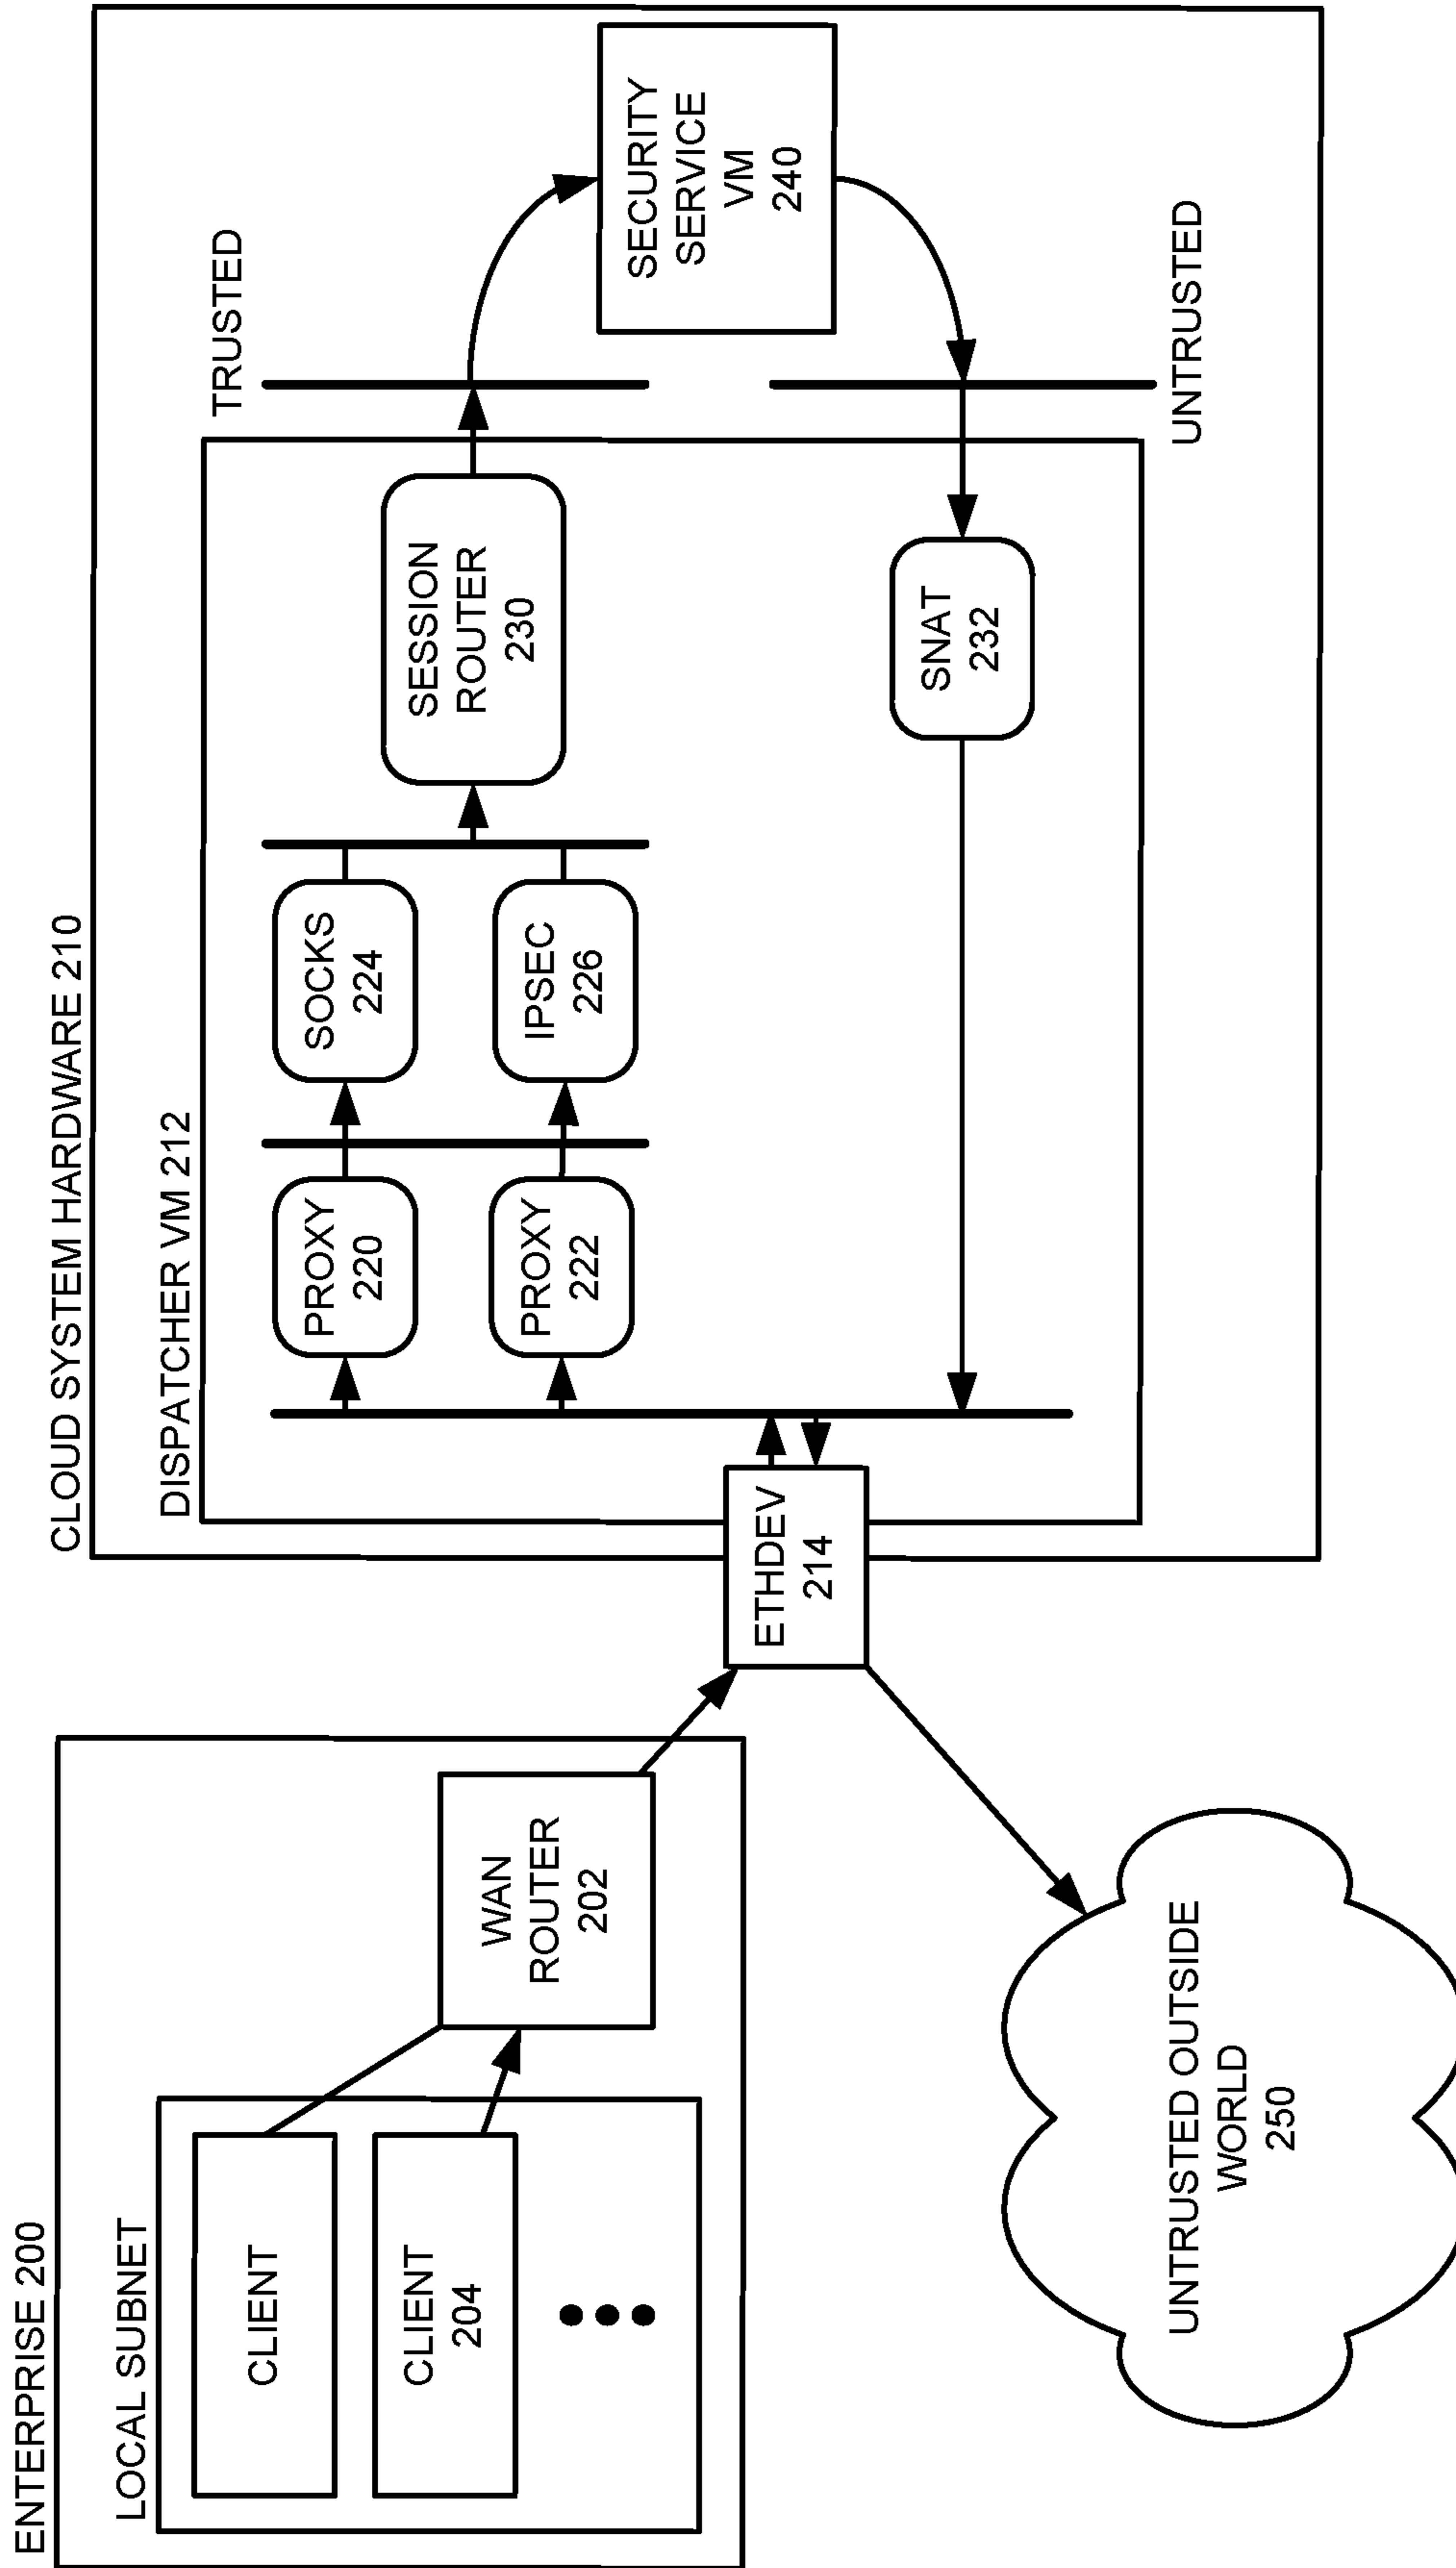 ENTERPRISE 200
LOCAL SUBNET
CLIENT
CLIENT
204
WAN
ROUTER
202
UNTRUSTED OUTSIDE
WORLD
250
ETHDEV
214
CLOUD SYSTEM HARDWARE 210
DISPATCHER VM 212
PROXY
220
PROXY
222
SOCKS
224
IPSEC
226
SESSION
ROUTER
230
SNAT
232
TRUSTED
SECURITY
SERVICE
VM
240
UNTRUSTED